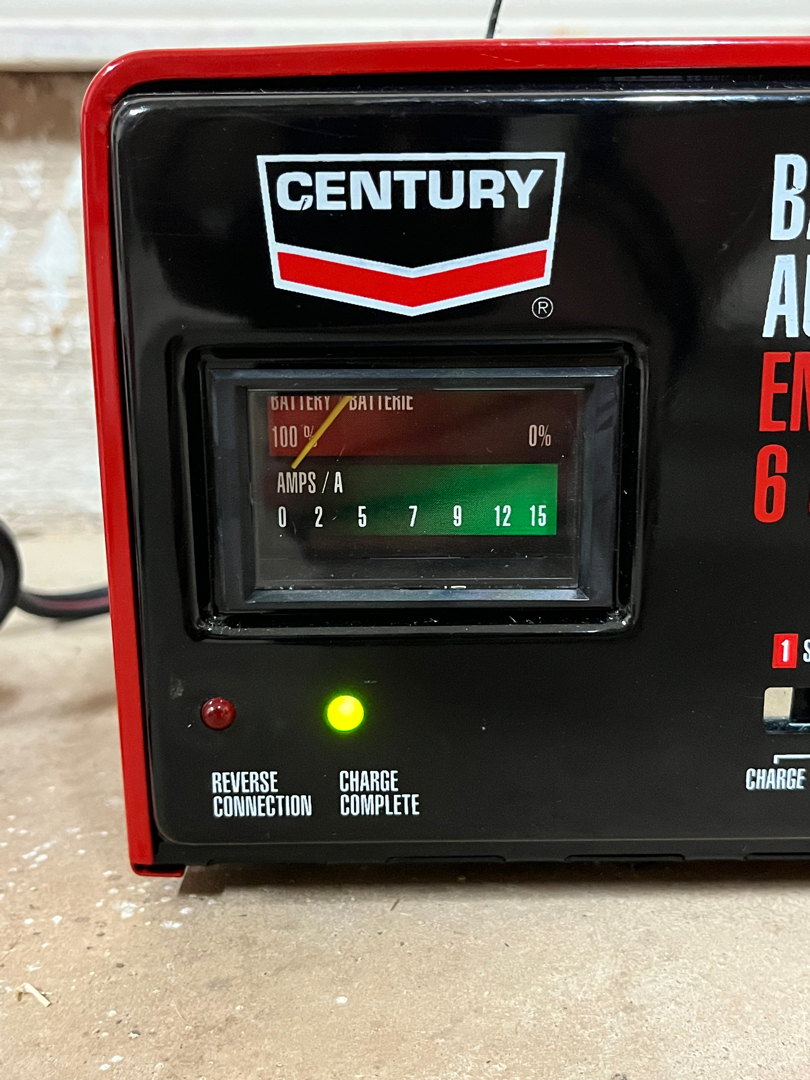 CENTURY
®
BATTERY BATTERIE
100 % 0%
AMPS / A
0 2 5 7 9 12 15
REVERSE
CONNECTION
CHARGE
COMPLETE
6
1
CHARGE